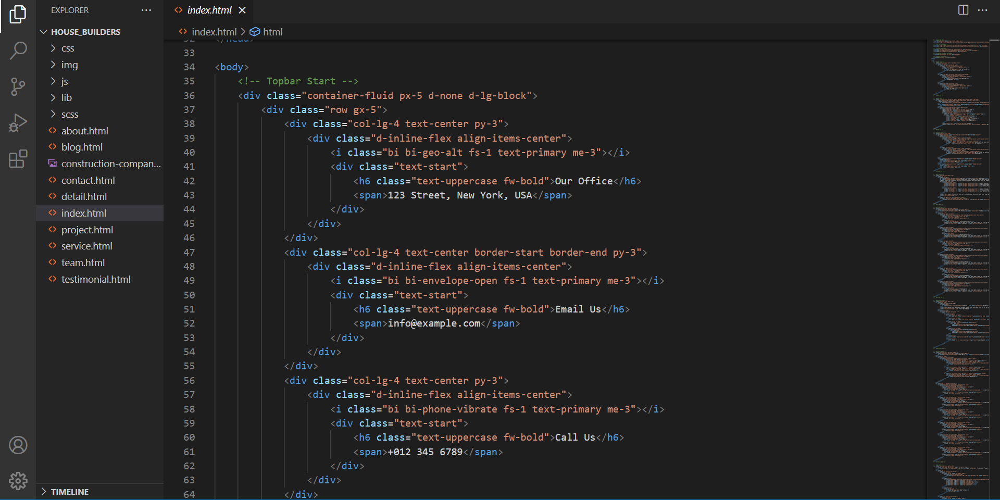 EXPLORER
HOUSE_BUILDERS
css
img
js
lib
scss
about.html
blog.html
construction-compan...
contact.html
detail.html
index.html
project.html
service.html
team.html
testimonial.html
TIMELINE
index.html
index.html > html
32 </head>
33
34 <body>
35 <!-- Topbar Start -->
36 <div class="container-fluid px-5 d-none d-lg-block">
37 <div class="row gx-5">
38 <div class="col-lg-4 text-center py-3">
39 <div class="d-inline-flex align-items-center">
40 <i class="bi bi-geo-alt fs-1 text-primary me-3"></i>
41 <div class="text-start">
42 <h6 class="text-uppercase fw-bold">Our Office</h6>
43 <span>123 Street, New York, USA</span>
44 </div>
45 </div>
46 </div>
47 <div class="col-lg-4 text-center border-start border-end py-3">
48 <div class="d-inline-flex align-items-center">
49 <i class="bi bi-envelope-open fs-1 text-primary me-3"></i>
50 <div class="text-start">
51 <h6 class="text-uppercase fw-bold">Email Us</h6>
52 <span>info@example.com</span>
53 </div>
54 </div>
55 </div>
56 <div class="col-lg-4 text-center py-3">
57 <div class="d-inline-flex align-items-center">
58 <i class="bi bi-phone-vibrate fs-1 text-primary me-3"></i>
59 <div class="text-start">
60 <h6 class="text-uppercase fw-bold">Call Us</h6>
61 <span>+012 345 6789</span>
62 </div>
63 </div>
64 </div>